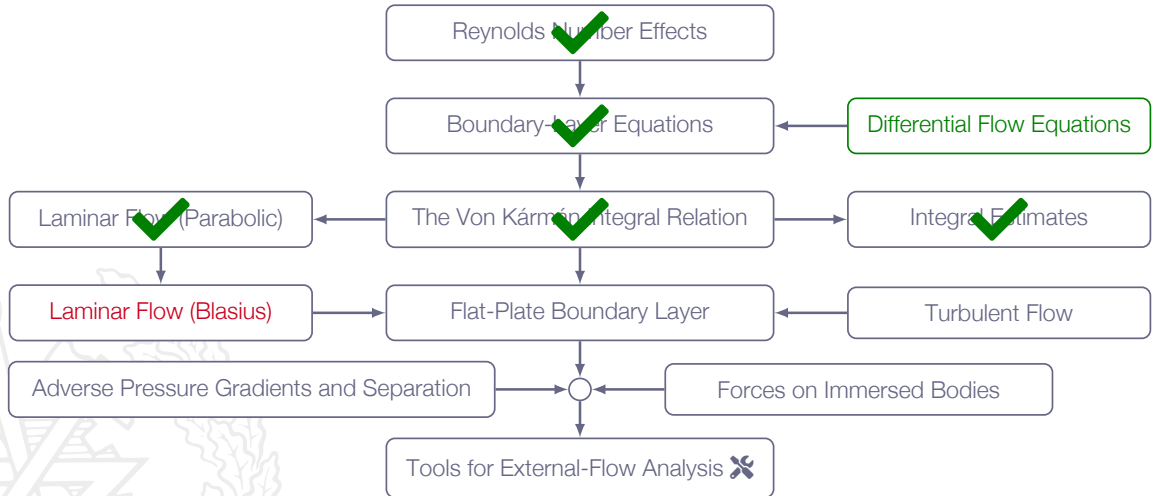 Reynolds Number Effects
Boundary-Layer Equations
Differential Flow Equations
Laminar Flow (Parabolic)
The Von Kármán Integral Relation
Integral Estimates
Laminar Flow (Blasius)
Flat-Plate Boundary Layer
Turbulent Flow
Adverse Pressure Gradients and Separation
Forces on Immersed Bodies
Tools for External-Flow Analysis